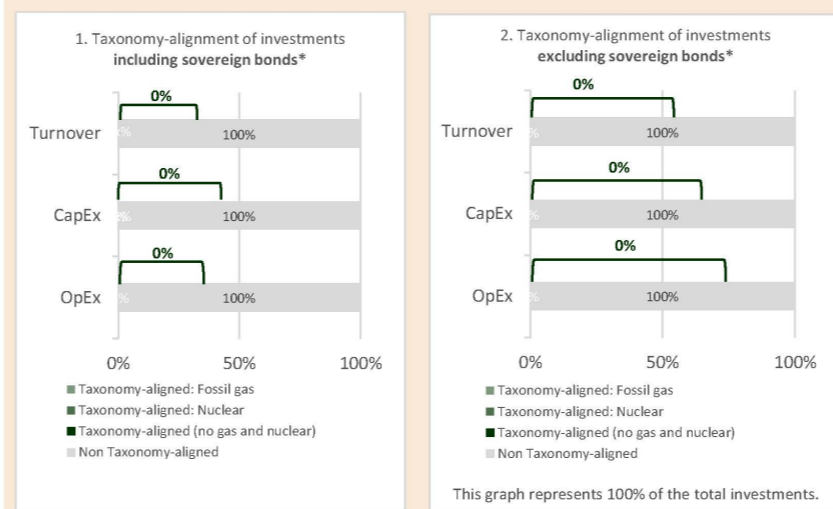 1. Taxonomy-alignment of investments
including sovereign bonds*
0%
Turnover
100%
0%
CapEx
100%
0%
OpEx
100%
0% 50% 100%
Taxonomy-aligned: Fossil gas
Taxonomy-aligned: Nuclear
Taxonomy-aligned (no gas and nuclear)
Non Taxonomy-aligned
2. Taxonomy-alignment of investments
excluding sovereign bonds*
0%
Turnover
100%
0%
CapEx
100%
0%
OpEx
100%
0% 50% 100%
Taxonomy-aligned: Fossil gas
Taxonomy-aligned: Nuclear
Taxonomy-aligned (no gas and nuclear)
Non Taxonomy-aligned
This graph represents 100% of the total investments.